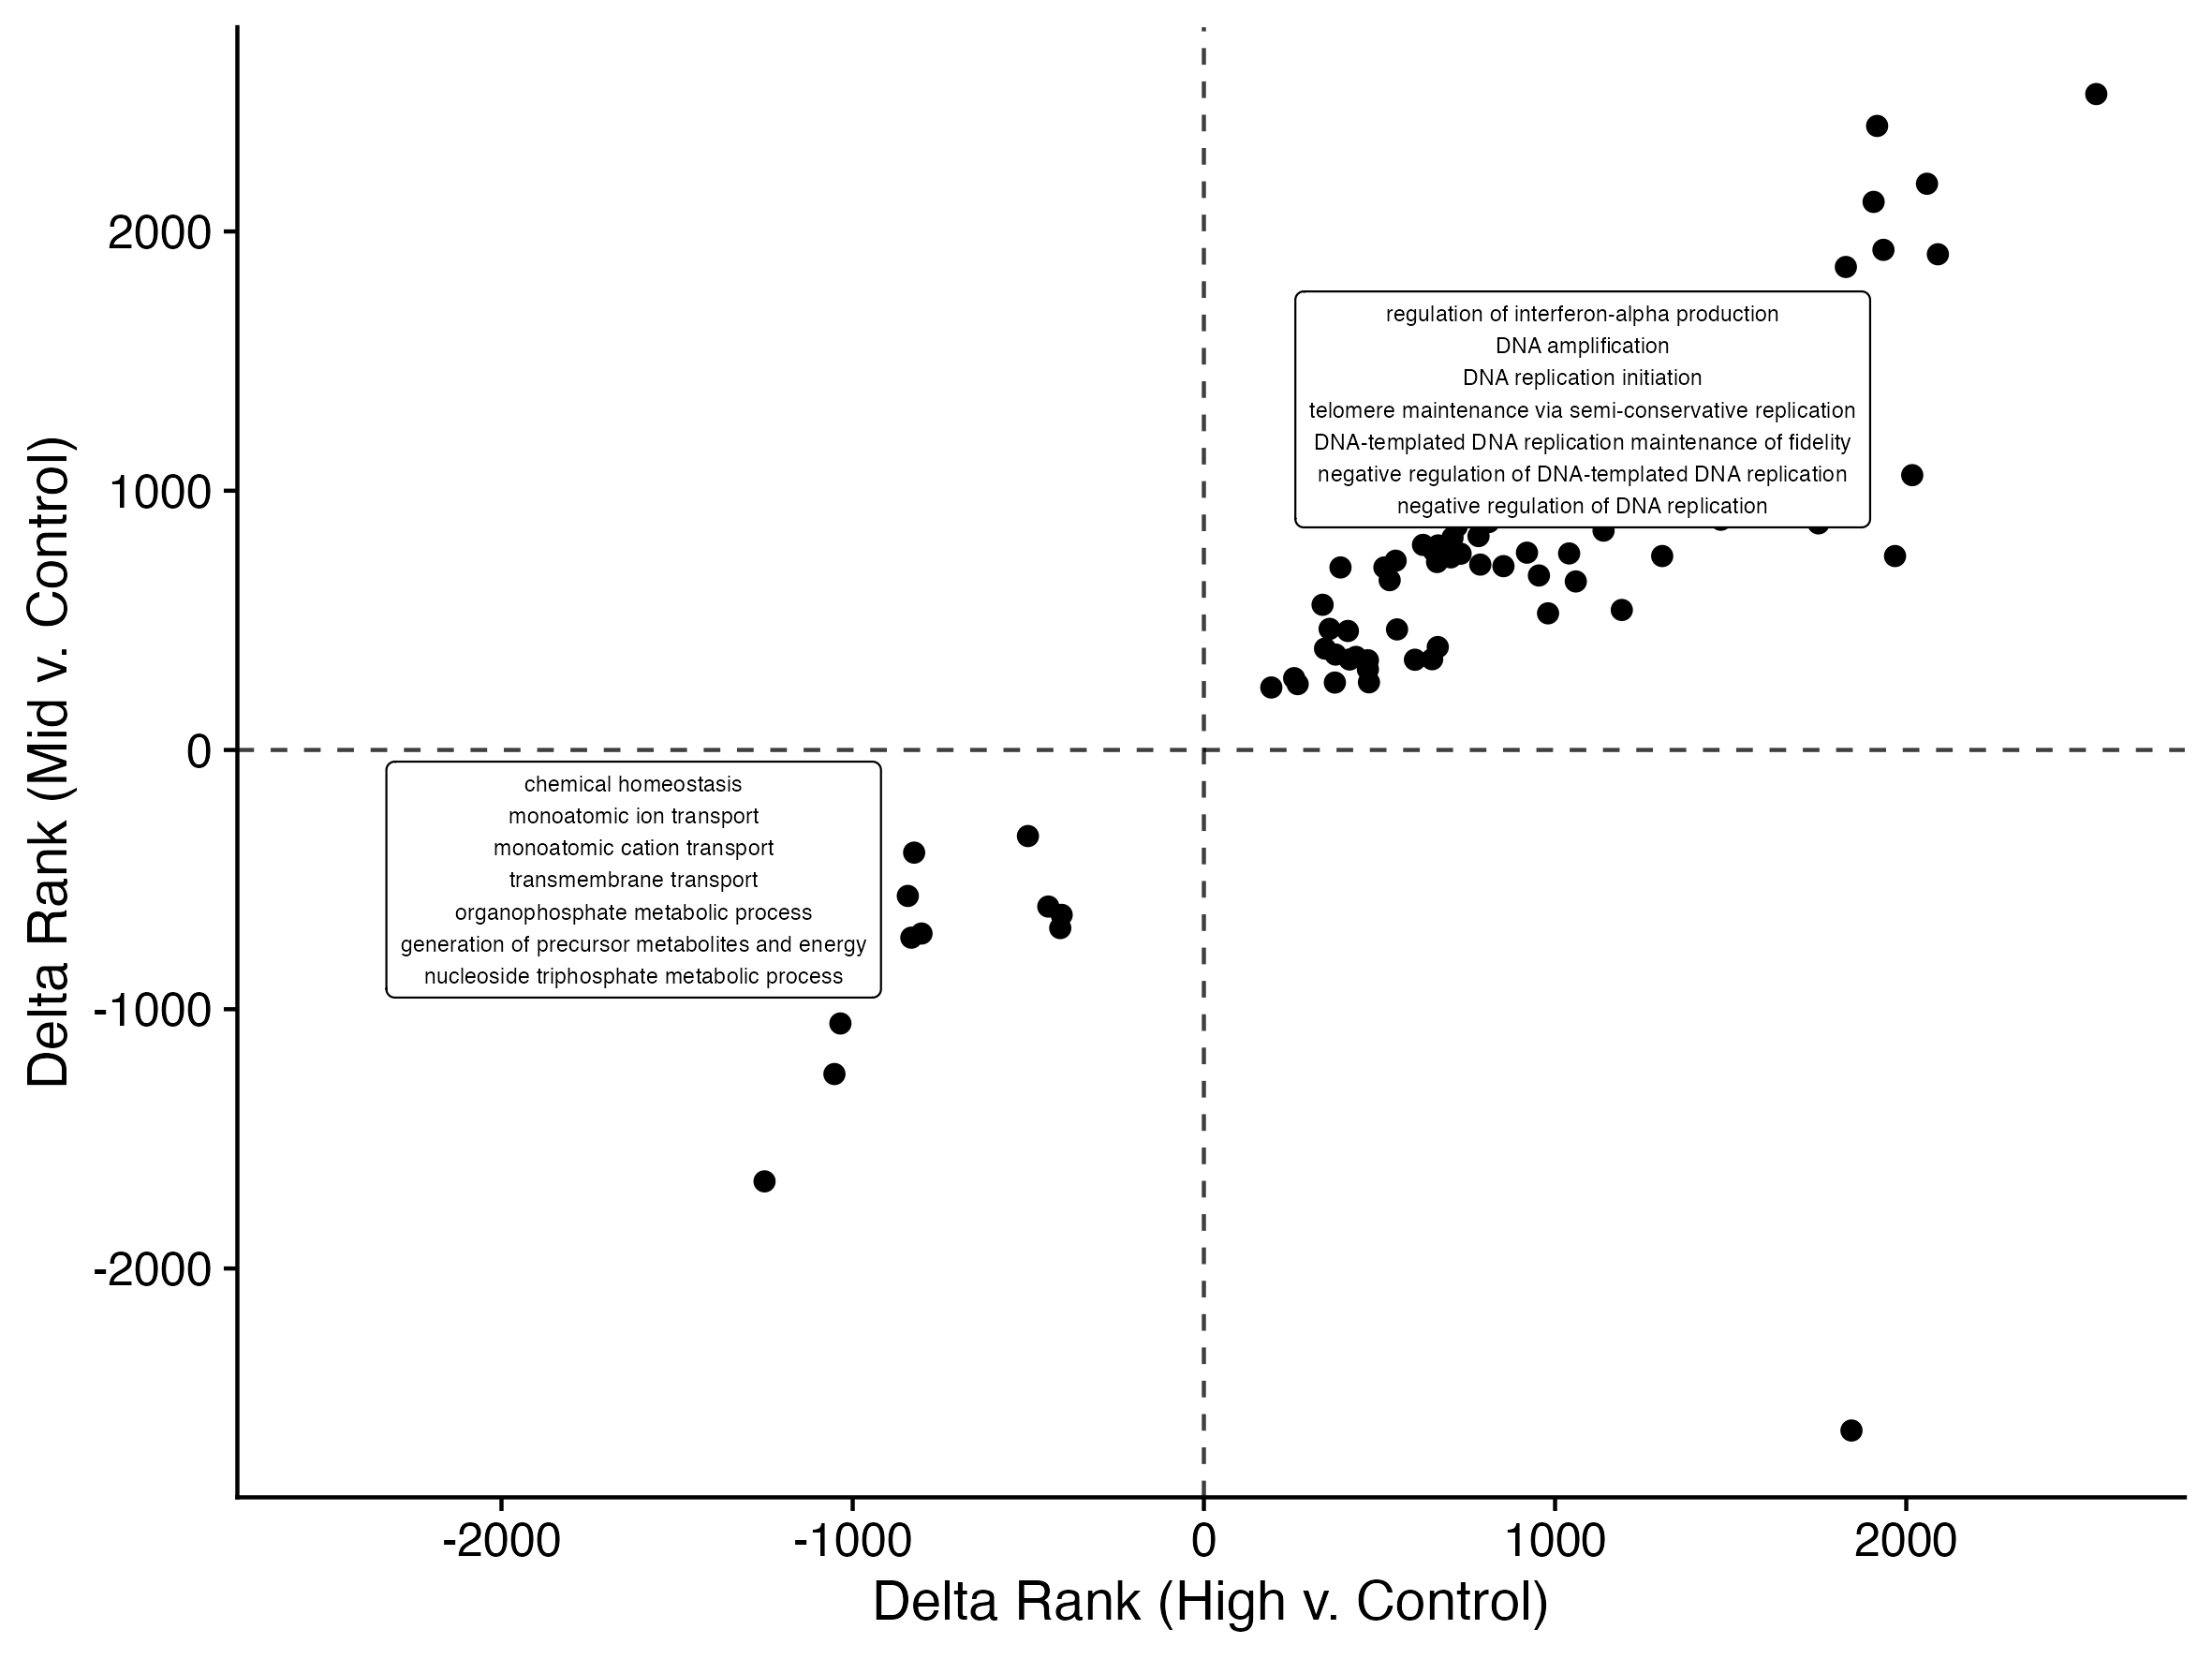 Delta Rank (Mid v. Control)
2000
1000
0
-1000
-2000
regulation of interferon-alpha production
DNA amplification
DNA replication initiation
telomere maintenance via semi-conservative replication
DNA-templated DNA replication maintenance of fidelity
negative regulation of DNA-templated DNA replication
negative regulation of DNA replication
chemical homeostasis
monoatomic ion transport
monoatomic cation transport
transmembrane transport
organophosphate metabolic process
generation of precursor metabolites and energy
nucleoside triphosphate metabolic process
-2000
-1000
0
1000
2000
Delta Rank (High v. Control)